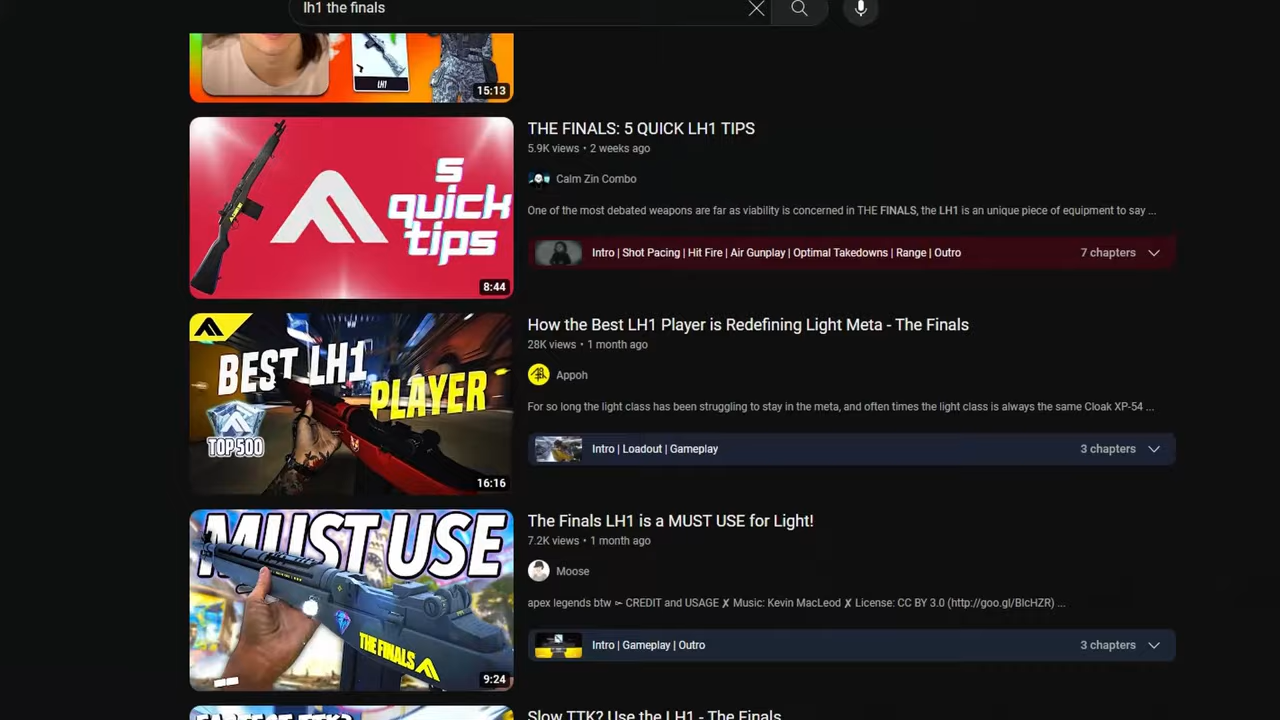 lh1 the finals
LH1
15:13
5
quick
tips
8:44
THE FINALS: 5 QUICK LH1 TIPS
5.9K views • 2 weeks ago
Calm Zin Combo
One of the most debated weapons are far as viability is concerned in THE FINALS, the LH1 is an unique piece of equipment to say ...
Intro | Shot Pacing | Hit Fire | Air Gunplay | Optimal Takedowns | Range | Outro
7 chapters
BEST LH1
PLAYER
TOP 500
16:16
How the Best LH1 Player is Redefining Light Meta - The Finals
28K views • 1 month ago
Appoh
For so long the light class has been struggling to stay in the meta, and often times the light class is always the same Cloak XP-54 ...
Intro | Loadout | Gameplay
3 chapters
MUST USE
THE FINALS
9:24
The Finals LH1 is a MUST USE for Light!
7.2K views • 1 month ago
Moose
apex legends btw ✂ CREDIT and USAGE ✘ Music: Kevin MacLeod ✘ License: CC BY 3.0 (http://goo.gl/BlcHZR) ...
Intro | Gameplay | Outro
3 chapters
Slow TTK? Use the LH1 - The Finals